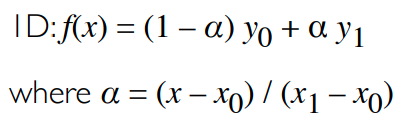 1D: f(x) = (1 – α) y₀ + α y₁
where α = (x – x₀) / (x₁ – x₀)